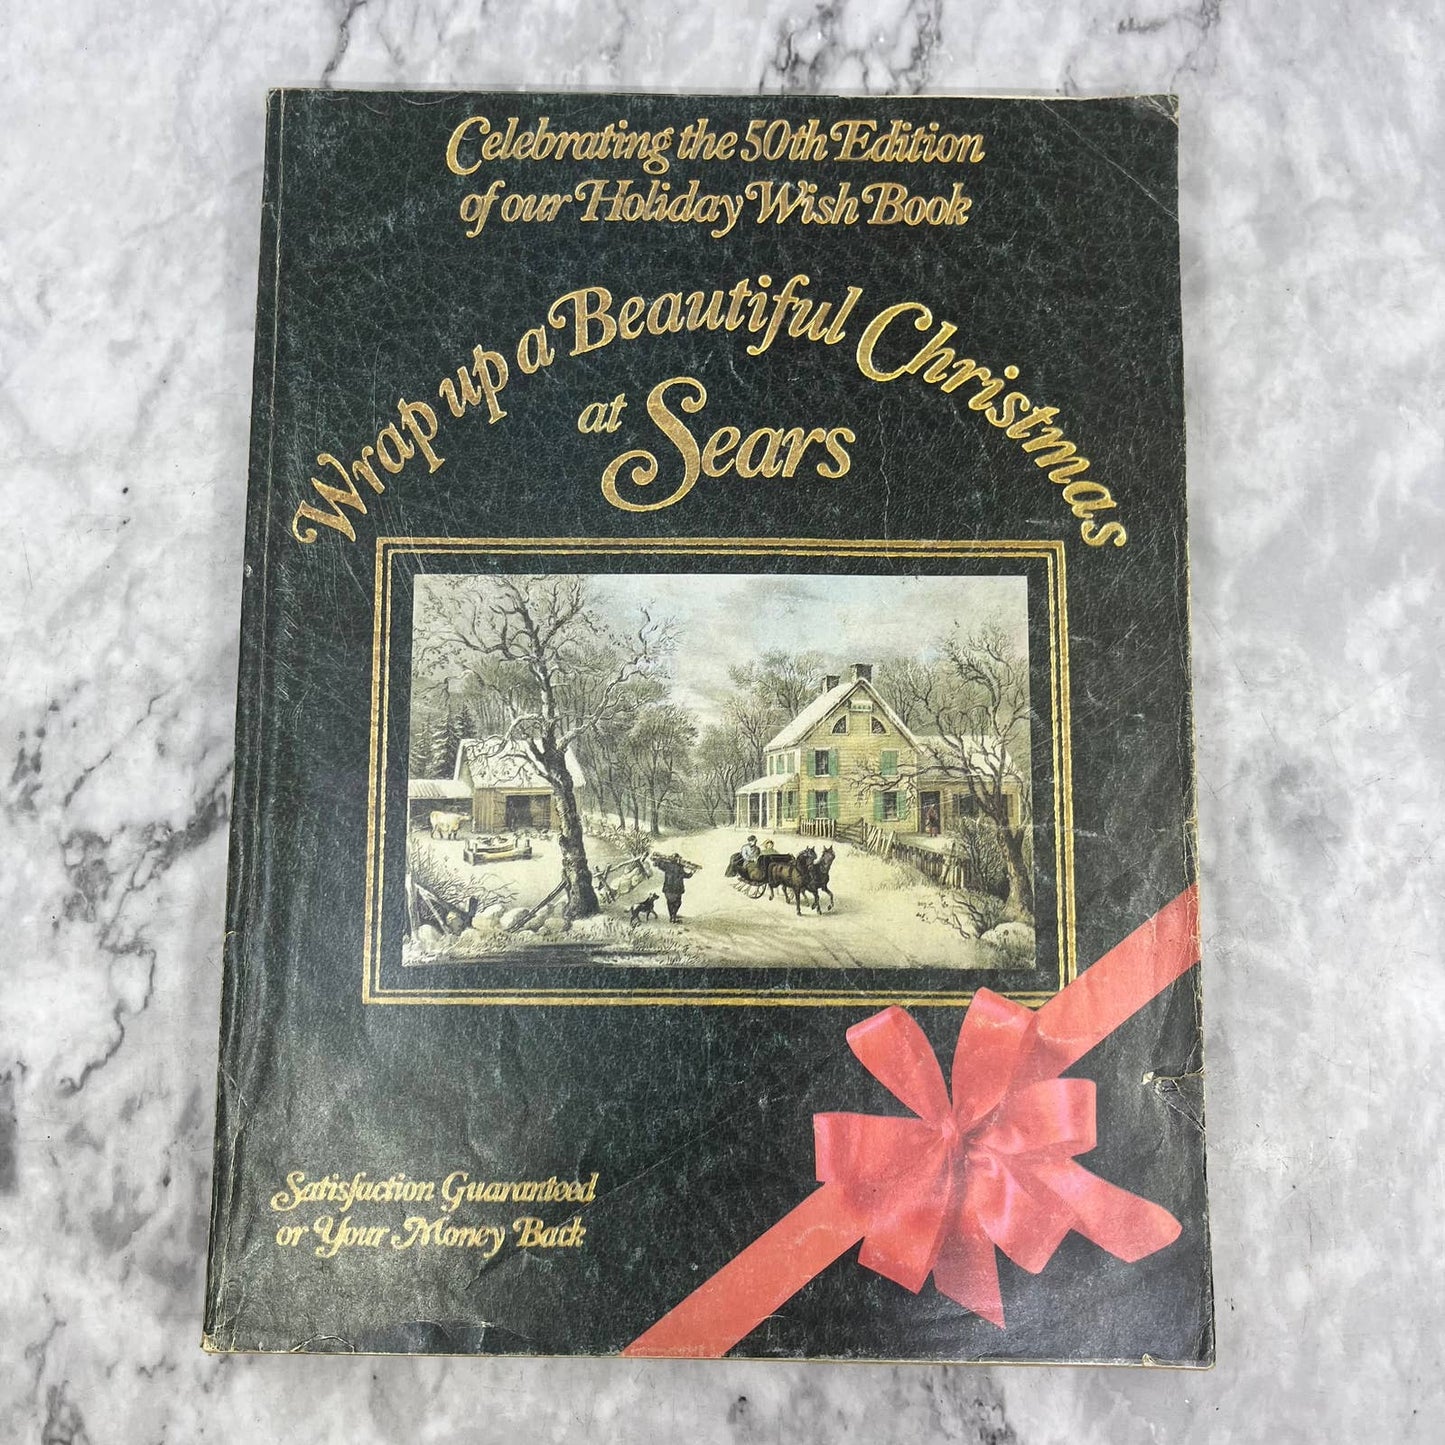 Celebrating the 50th Edition
of our Holiday Wish Book
Wrap up a Beautiful Christmas
at Sears
Satisfaction Guaranteed
or Your Money Back